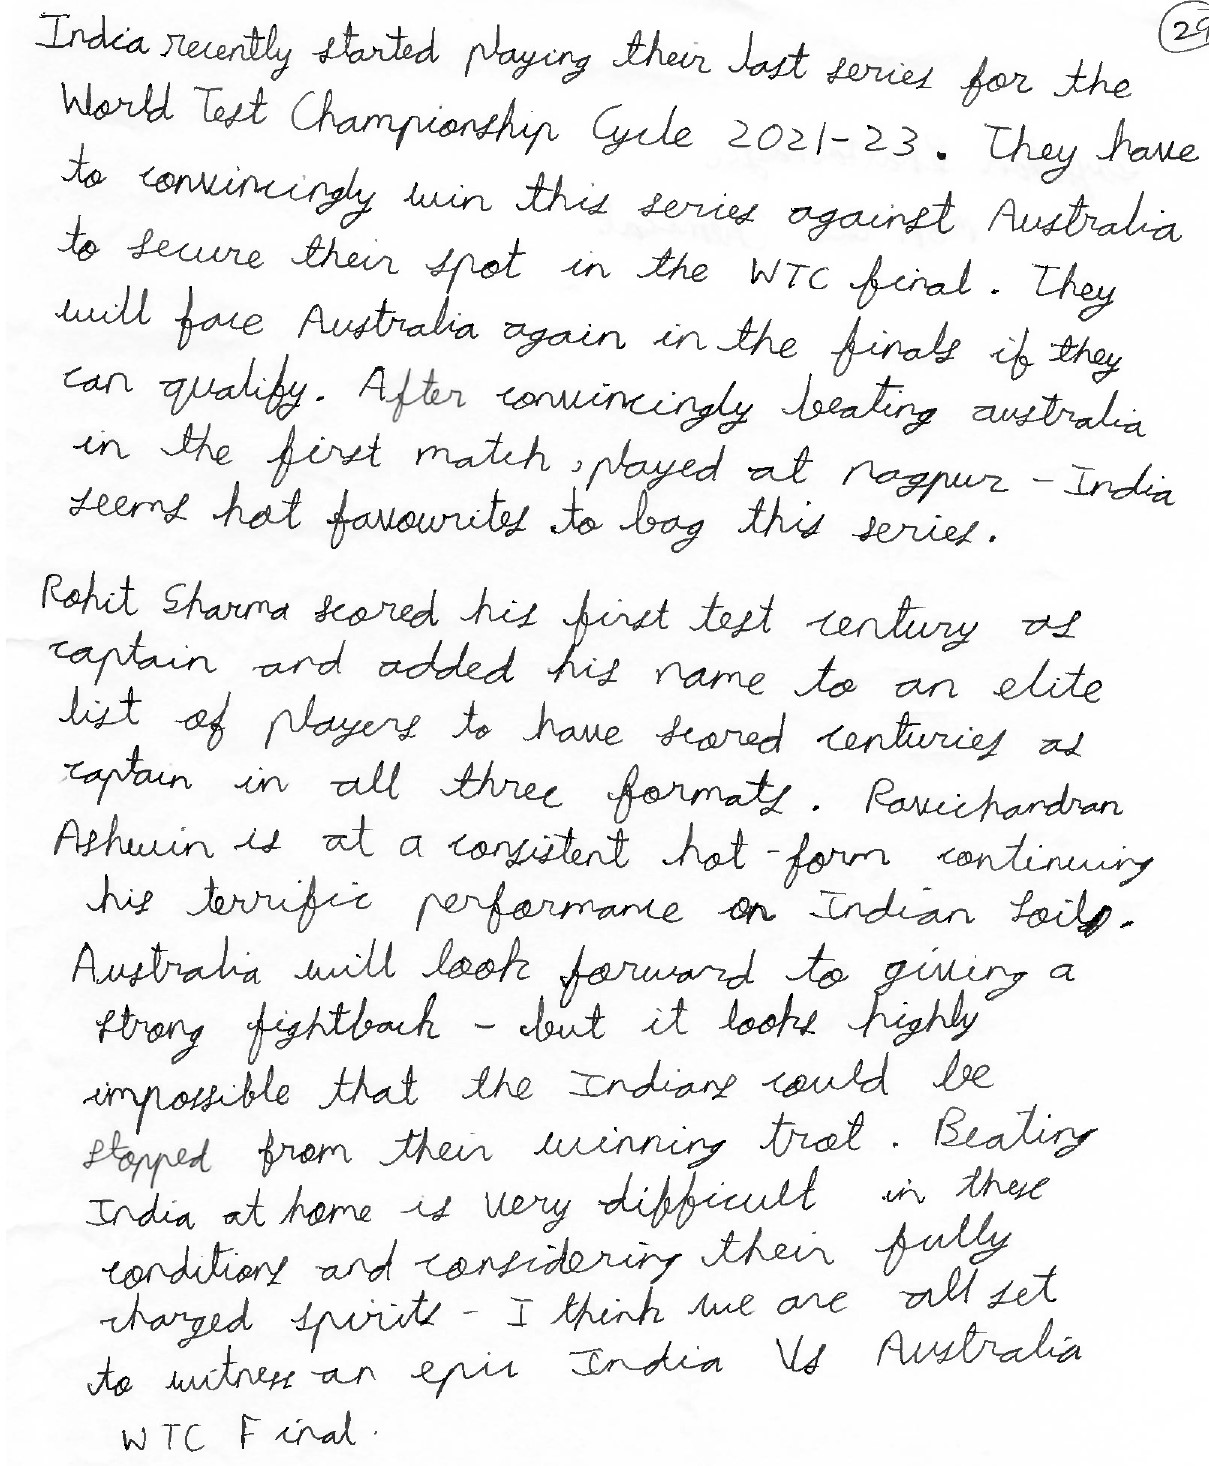 29
India recently started playing their last series for the
World Test Championship Cycle 2021-23. They have
to convincingly win this series against Australia
to secure their spot in the WTC final. They
will face Australia again in the finals if they
can qualify. After convincingly beating australia
in the first match, played at nagpur - India
seems hot favourites to bag this series.
Rohit Sharma scored his first test century as
captain and added his name to an elite
list of players to have scored centuries as
captain in all three formats. Ravichandran
Ashwin is at a consistent hot-form continuing
his terrific performance on Indian Soil.
Australia will look forward to giving a
strong fightback - but it looks highly
impossible that the Indians could be
stopped from their winning trot. Beating
India at home is very difficult in these
conditions and considering their fully
charged spirits - I think we are all set
to witness an epic India Vs Australia
WTC Final.